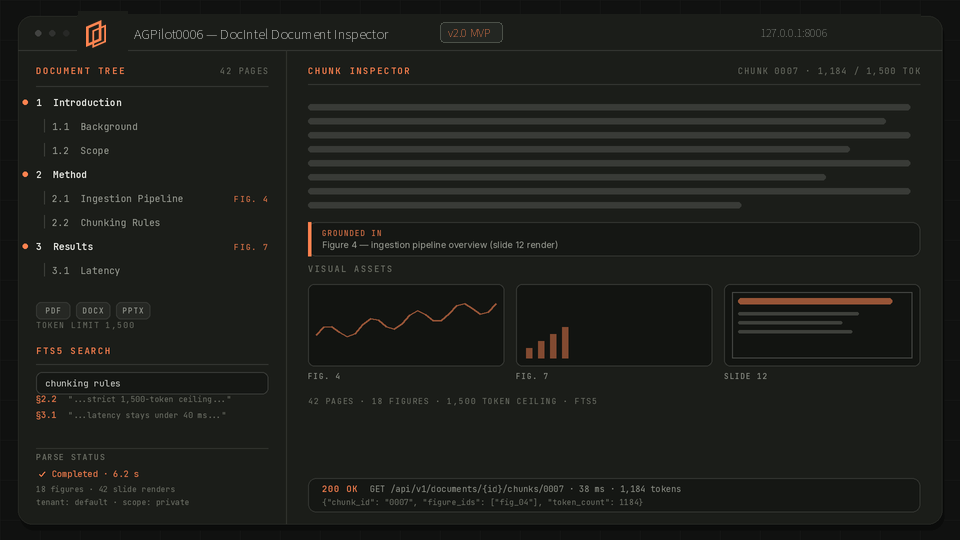 AGPilot0006 — DocIntel Document Inspector
v2.0 MVP
127.0.0.1:8006
DOCUMENT TREE
42 PAGES
1 Introduction
1.1 Background
1.2 Scope
2 Method
2.1 Ingestion Pipeline FIG. 4
2.2 Chunking Rules
3 Results FIG. 7
3.1 Latency
PDF DOCX PPTX
TOKEN LIMIT 1,500
FTS5 SEARCH
chunking rules
§2.2 "...strict 1,500-token ceiling..."
§3.1 "...latency stays under 40 ms..."
PARSE STATUS
✓ Completed · 6.2 s
18 figures · 42 slide renders
tenant: default · scope: private
CHUNK INSPECTOR
CHUNK 0007 · 1,184 / 1,500 TOK
GROUNDED IN
Figure 4 — ingestion pipeline overview (slide 12 render)
VISUAL ASSETS
FIG. 4
FIG. 7
SLIDE 12
42 PAGES · 18 FIGURES · 1,500 TOKEN CEILING · FTS5
200 OK GET /api/v1/documents/{id}/chunks/0007 · 38 ms · 1,184 tokens
{"chunk_id": "0007", "figure_ids": ["fig_04"], "token_count": 1184}